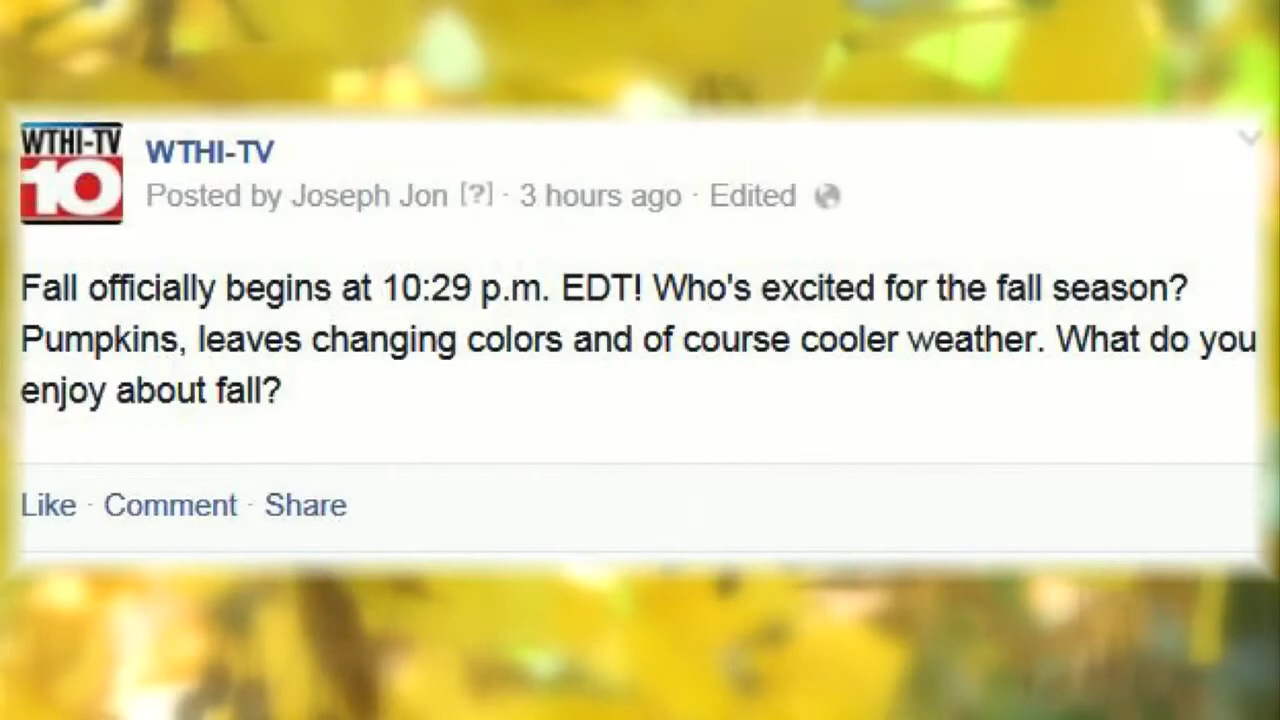 WTHI-TV
10
WTHI-TV
Posted by Joseph Jon [?] · 3 hours ago · Edited
Fall officially begins at 10:29 p.m. EDT! Who's excited for the fall season?
Pumpkins, leaves changing colors and of course cooler weather. What do you
enjoy about fall?
Like · Comment · Share